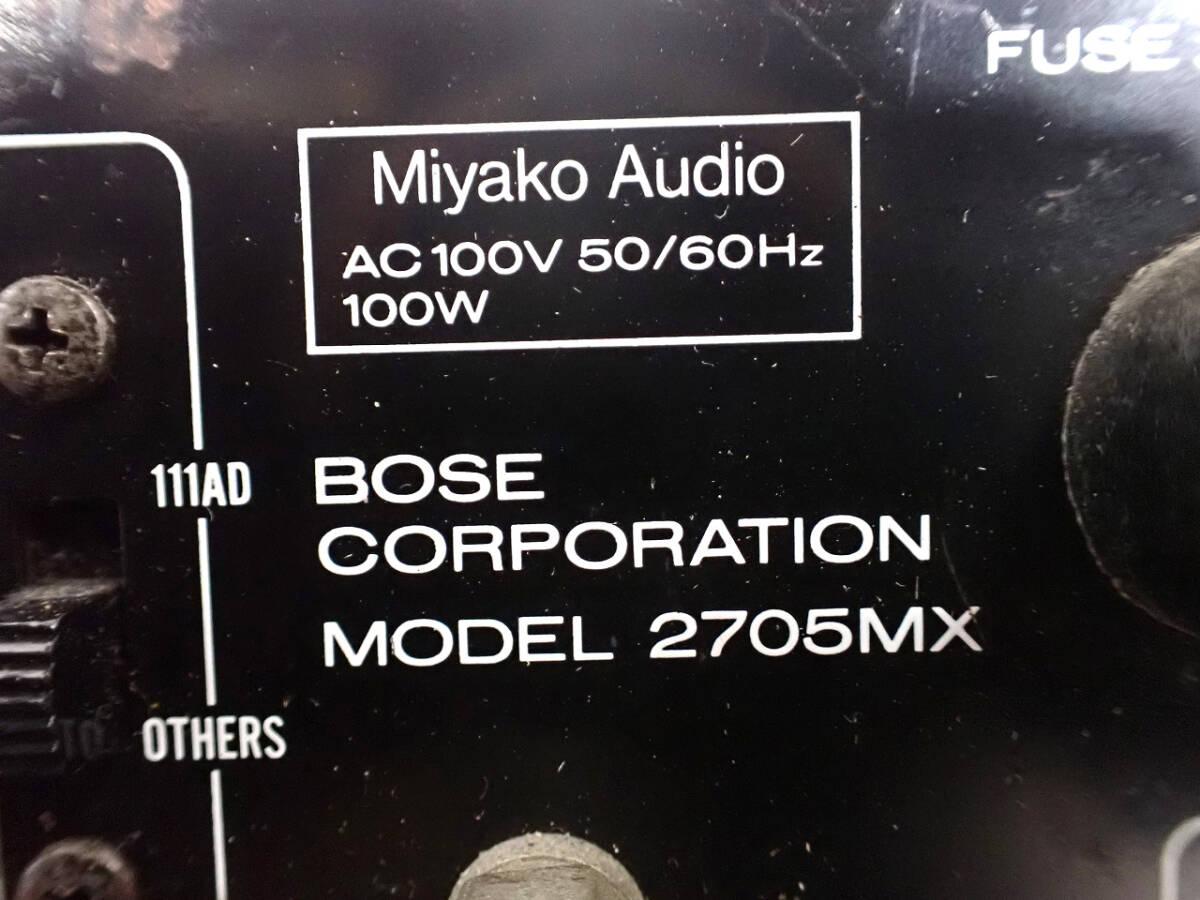 FUSE
Miyako Audio
AC 100V 50/60Hz
100W
111AD
BOSE
CORPORATION
MODEL 2705MX
OTHERS